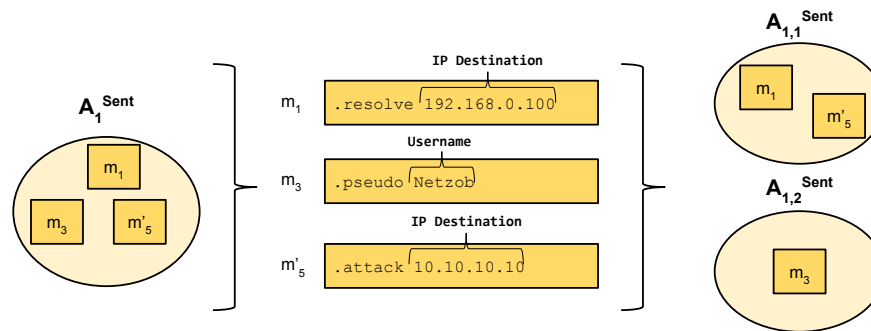 A₁ Sent
m₁
m₃ m'₅
IP Destination
m₁ .resolve 192.168.0.100
Username
m₃ .pseudo Netzob
IP Destination
m'₅ .attack 10.10.10.10
A₁,₁ Sent
m₁
m'₅
A₁,₂ Sent
m₃